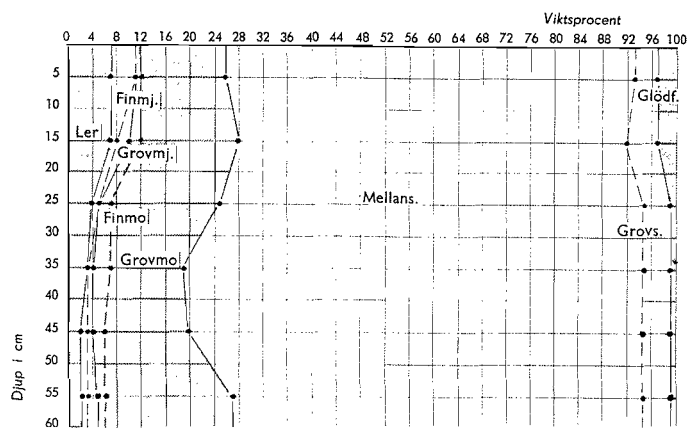 Viktsprocent
0 4 8 12 16 20 24 28 32 36 40 44 48 52 56 60 64 68 72 76 80 84 88 92 96 100
5
Finmj.
Glödf.
10
Ler
15
Grovmj.
20
Mellans.
25
Finmo
30
Grovs.
Grovmo
35
40
45
50
55
60
Djup i cm